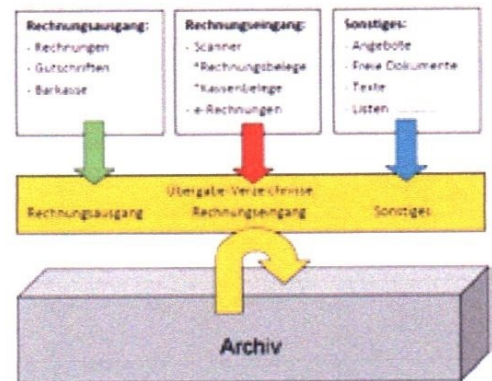 Rechnungsausgang:
- Rechnungen
- Gutschriften
- Barkasse
Rechnungseingang:
- Scanner
*Rechnungsbelege
*Kassenbelege
- e-Rechnungen
Sonstiges:
- Angebote
- Freie Dokumente
- Texte
- Listen ............
Übergabe-Verzeichnisse
Rechnungsausgang Rechnungseingang Sonstiges
Archiv